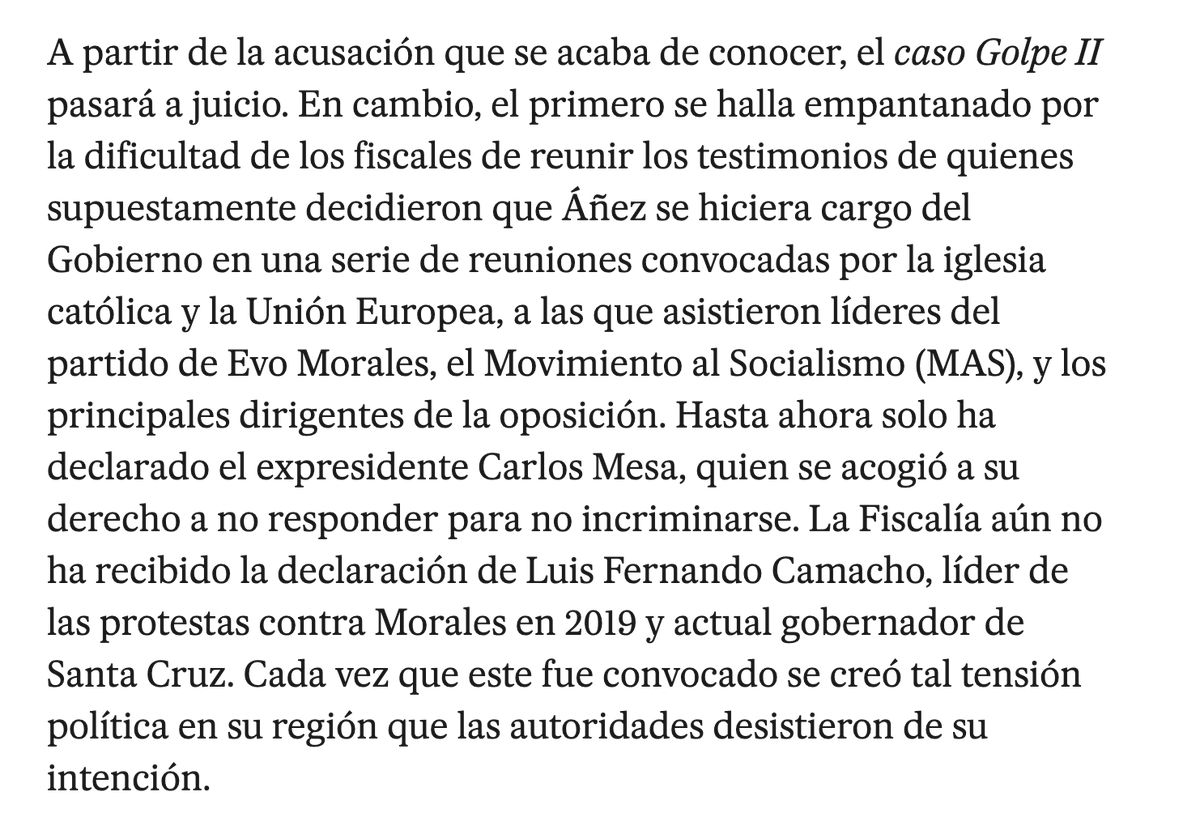 A partir de la acusación que se acaba de conocer, el caso Golpe II
pasará a juicio. En cambio, el primero se halla empantanado por
la dificultad de los fiscales de reunir los testimonios de quienes
supuestamente decidieron que Áñez se hiciera cargo del
Gobierno en una serie de reuniones convocadas por la iglesia
católica y la Unión Europea, a las que asistieron líderes del
partido de Evo Morales, el Movimiento al Socialismo (MAS), y los
principales dirigentes de la oposición. Hasta ahora solo ha
declarado el expresidente Carlos Mesa, quien se acogió a su
derecho a no responder para no incriminarse. La Fiscalía aún no
ha recibido la declaración de Luis Fernando Camacho, líder de
las protestas contra Morales en 2019 y actual gobernador de
Santa Cruz. Cada vez que este fue convocado se creó tal tensión
política en su región que las autoridades desistieron de su
intención.